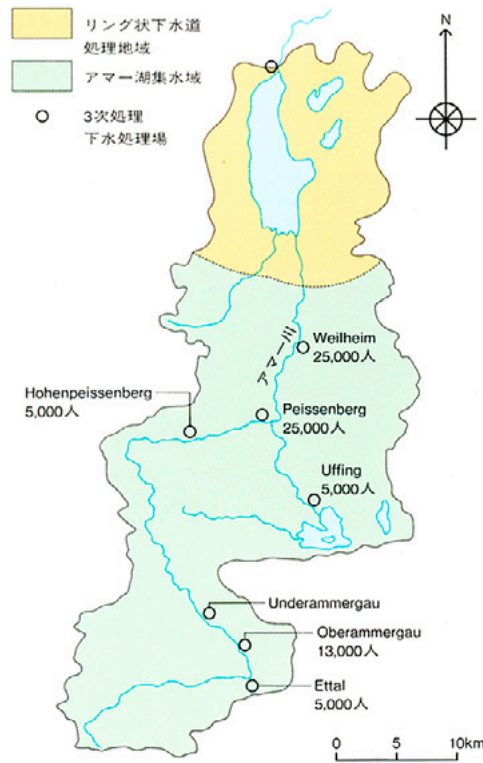 リング状下水道
処理地域
アマー湖集水域
3次処理
下水処理場
N
アマー川
Weilheim
25,000人
Hohenpeissenberg
5,000人
Peissenberg
25,000人
Uffing
5,000人
Underammergau
Oberammergau
13,000人
Ettal
5,000人
0 5 10km